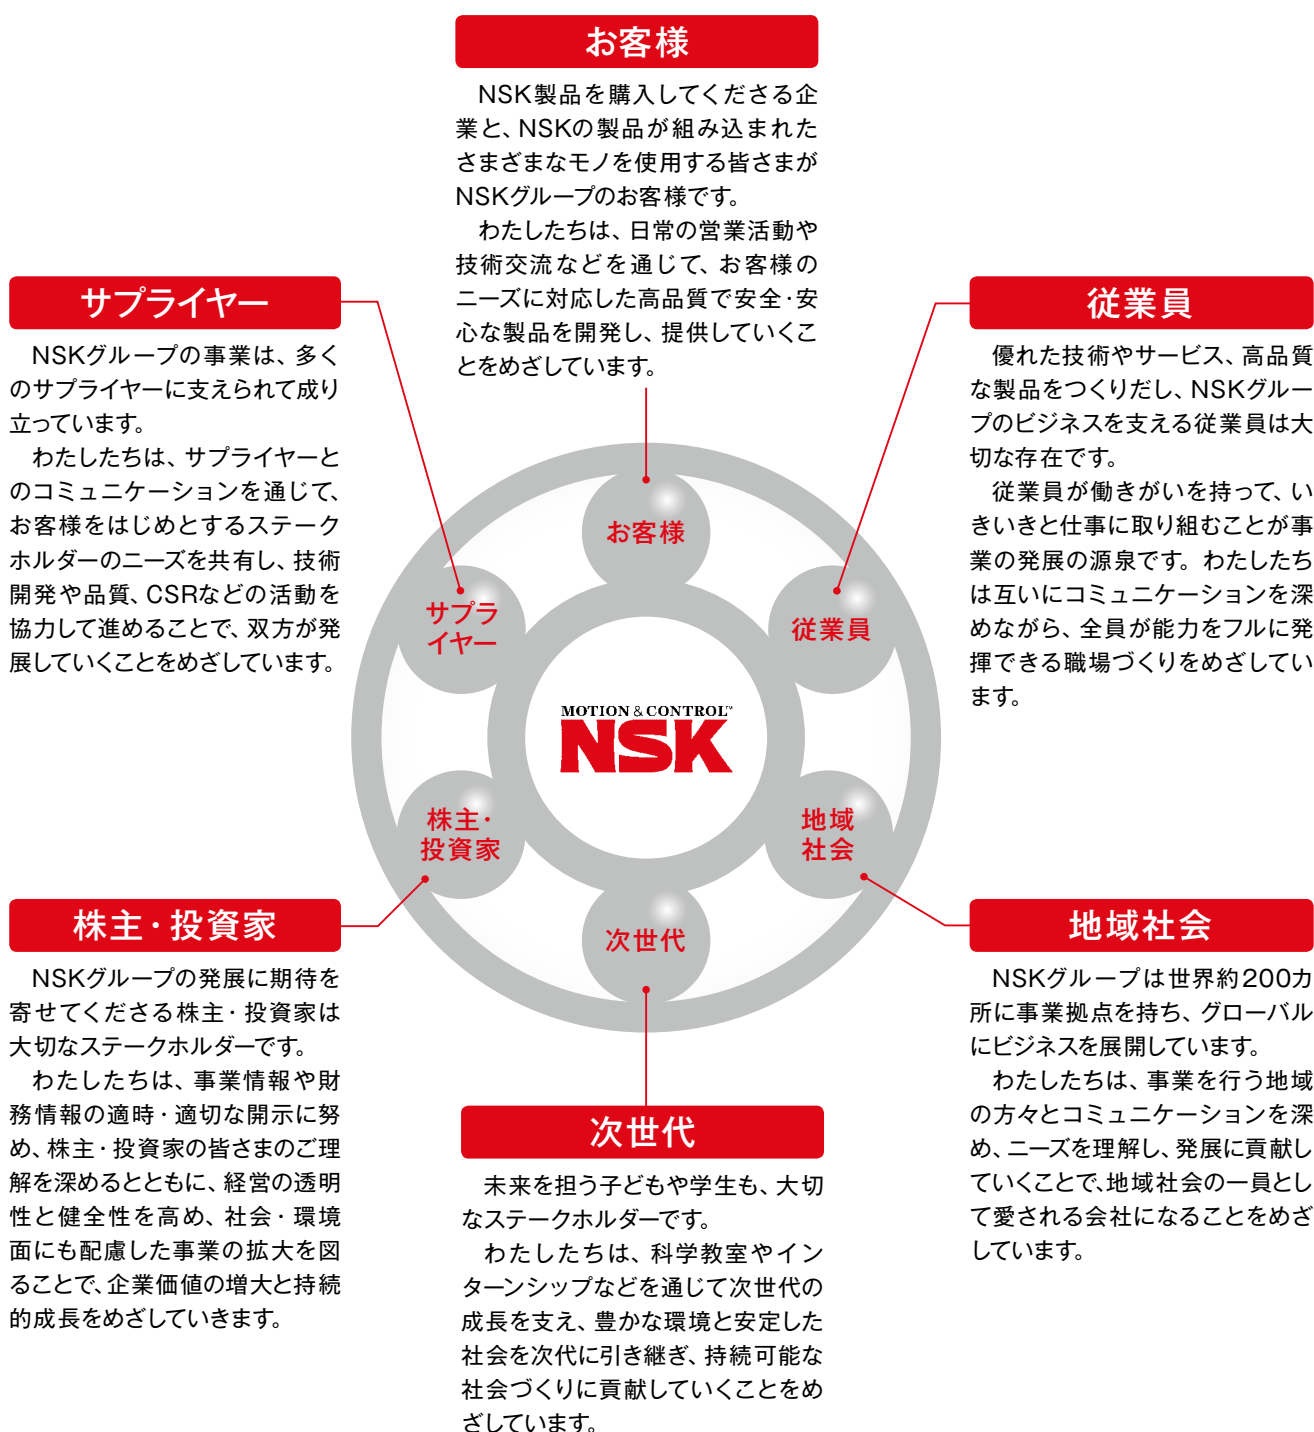 お客様
NSK製品を購入してくださる企
業と、NSKの製品が組み込まれた
さまざまなモノを使用する皆さまが
NSKグループのお客様です。
わたしたちは、日常の営業活動や
技術交流などを通じて、お客様の
ニーズに対応した高品質で安全・安
心な製品を開発し、提供していくこ
とをめざしています。
サプライヤー
NSKグループの事業は、多く
のサプライヤーに支えられて成り
立っています。
わたしたちは、サプライヤーと
のコミュニケーションを通じて、
お客様をはじめとするステーク
ホルダーのニーズを共有し、技術
開発や品質、CSRなどの活動を
協力して進めることで、双方が発
展していくことをめざしています。
従業員
優れた技術やサービス、高品質
な製品をつくりだし、NSKグルー
プのビジネスを支える従業員は大
切な存在です。
従業員が働きがいを持って、い
きいきと仕事に取り組むことが事
業の発展の源泉です。わたしたち
は互いにコミュニケーションを深
めながら、全員が能力をフルに発
揮できる職場づくりをめざしてい
ます。
お客様
サプラ
イヤー
従業員
MOTION & CONTROL™
NSK
株主・
投資家
地域
社会
次世代
株主・投資家
NSKグループの発展に期待を
寄せてくださる株主・投資家は
大切なステークホルダーです。
わたしたちは、事業情報や財
務情報の適時・適切な開示に努
め、株主・投資家の皆さまのご理
解を深めるとともに、経営の透明
性と健全性を高め、社会・環境
面にも配慮した事業の拡大を図
ることで、企業価値の増大と持続
的成長をめざしていきます。
次世代
未来を担う子どもや学生も、大切
なステークホルダーです。
わたしたちは、科学教室やイン
ターンシップなどを通じて次世代の
成長を支え、豊かな環境と安定した
社会を次代に引き継ぎ、持続可能な
社会づくりに貢献していくことをめ
ざしています。
地域社会
NSKグループは世界約200カ
所に事業拠点を持ち、グローバル
にビジネスを展開しています。
わたしたちは、事業を行う地域
の方々とコミュニケーションを深
め、ニーズを理解し、発展に貢献し
ていくことで、地域社会の一員とし
て愛される会社になることをめざ
しています。